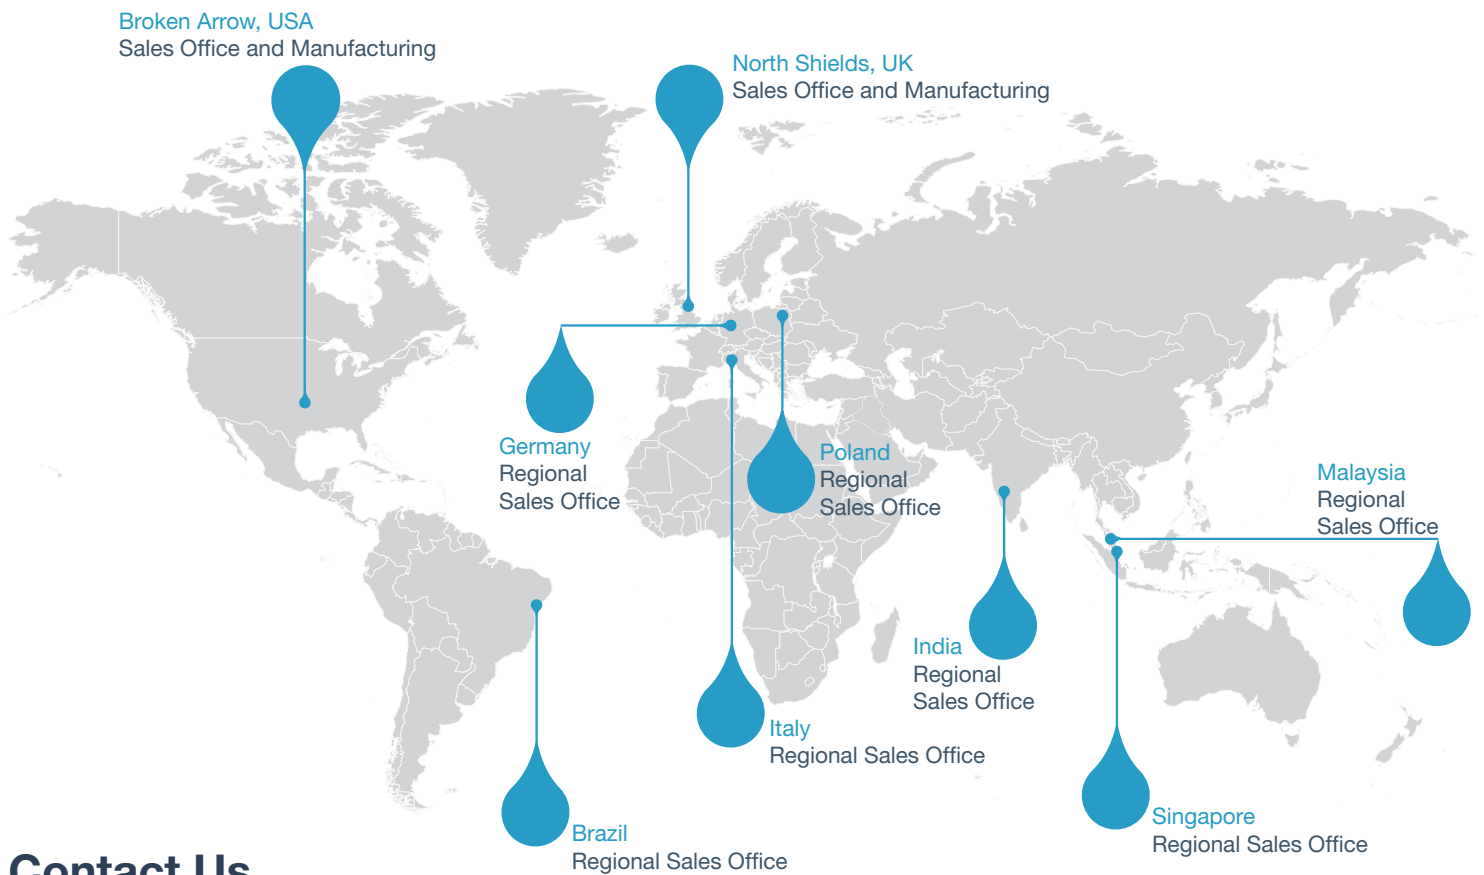 Broken Arrow, USA
Sales Office and Manufacturing
North Shields, UK
Sales Office and Manufacturing
Germany
Regional
Sales Office
Poland
Regional
Sales Office
Malaysia
Regional
Sales Office
India
Regional
Sales Office
Italy
Regional Sales Office
Singapore
Regional Sales Office
Brazil
Regional Sales Office
Contact Us